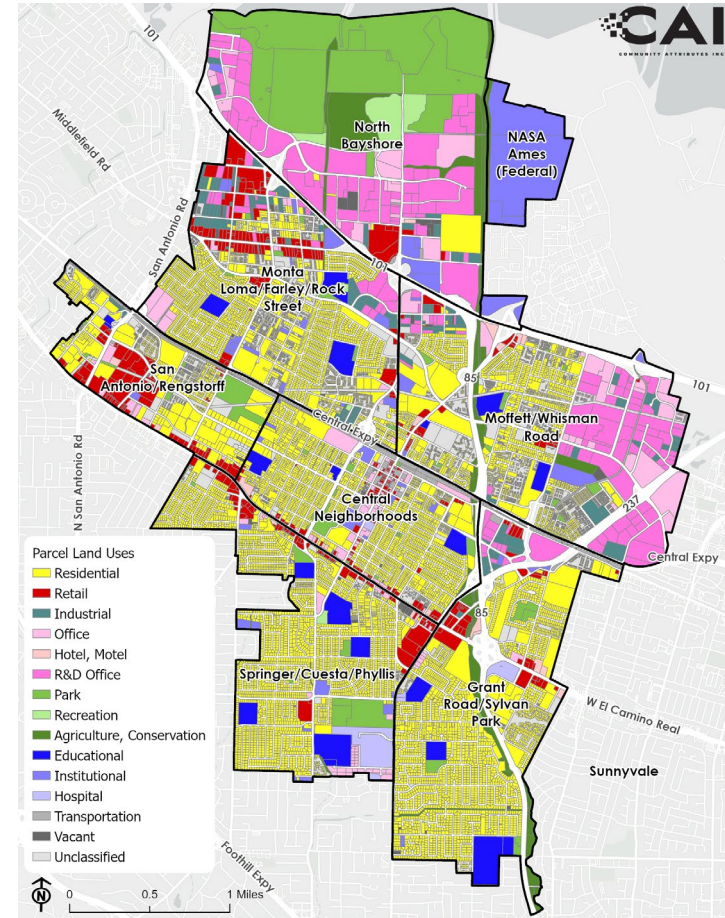 CAI
COMMUNITY ATTRIBUTES INC
101
Middlefield Rd
North
Bayshore
NASA
Ames
(Federal)
San Antonio Rd
101
Monta
Loma/Farley/Rock
Street
San
Antonio/Rengstorff
85
101
Moffett/Whisman
Road
Central Expy
N San Antonio Rd
Central
Neighborhoods
237
Central Expy
85
Springer/Cuesta/Phyllis
Grant
Road/Sylvan
Park
W El Camino Real
Sunnyvale
Foothill Expy
Parcel Land Uses
Residential
Retail
Industrial
Office
Hotel, Motel
R&D Office
Park
Recreation
Agriculture, Conservation
Educational
Institutional
Hospital
Transportation
Vacant
Unclassified
N
0 0.5 1 Miles